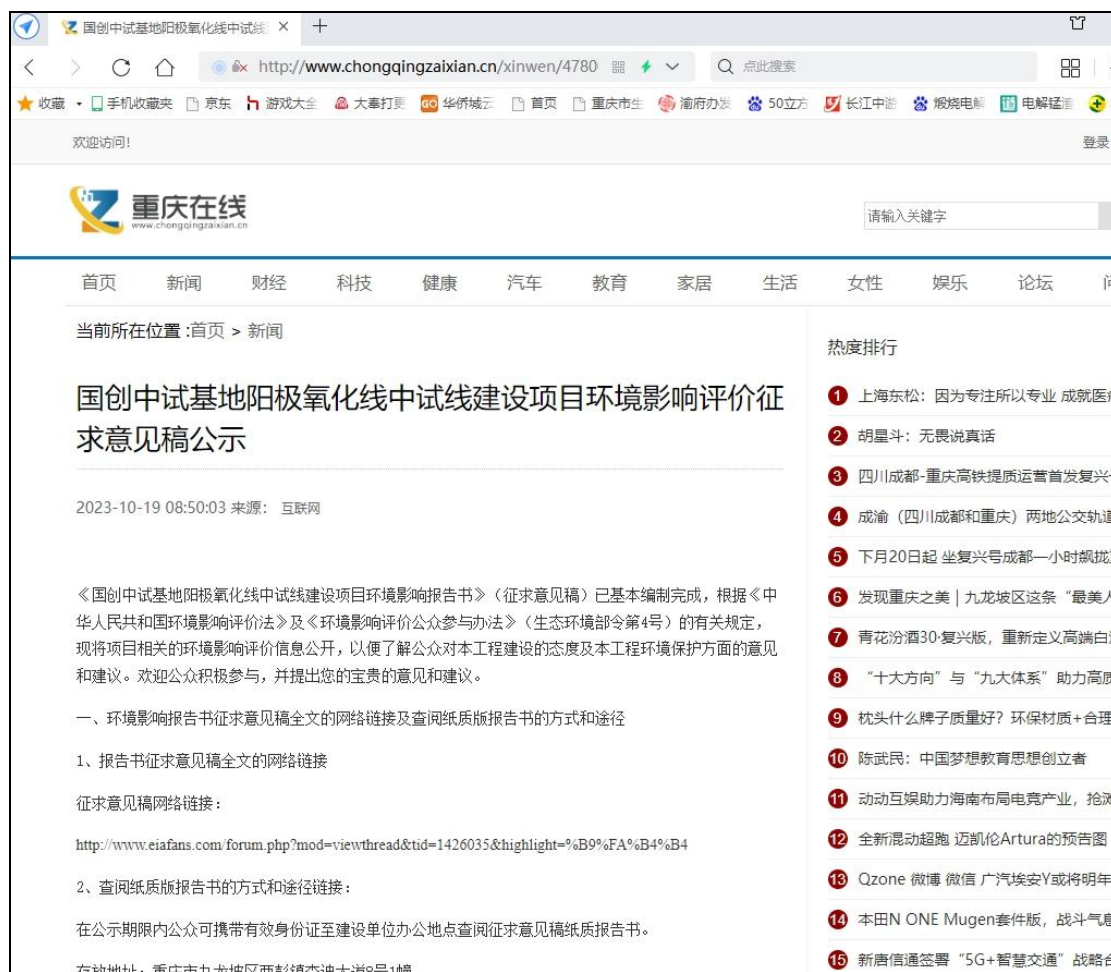 国创中试基地阳极氧化线中试线
http://www.chongqingzaixian.cn/xinwen/4780
点此搜索
收藏 手机收藏夹 京东 游戏大全 大奉打更 华侨城云 首页 重庆市生 渝府办发 50立方 长江中游 煅烧电解 电解锰渣
欢迎访问!
登录
重庆在线
www.chongqingzaixian.cn
请输入关键字
首页 新闻 财经 科技 健康 汽车 教育 家居 生活 女性 娱乐 论坛
当前所在位置:首页 > 新闻
国创中试基地阳极氧化线中试线建设项目环境影响评价征
求意见稿公示
2023-10-19 08:50:03 来源: 互联网
《国创中试基地阳极氧化线中试线建设项目环境影响报告书》(征求意见稿)已基本编制完成,根据《中
华人民共和国环境影响评价法》及《环境影响评价公众参与办法》(生态环境部令第4号)的有关规定,
现将项目相关的环境影响评价信息公开,以便了解公众对本工程建设的态度及本工程环境保护方面的意见
和建议。欢迎公众积极参与,并提出您的宝贵的意见和建议。
一、环境影响报告书征求意见稿全文的网络链接及查阅纸质版报告书的方式和途径
1、报告书征求意见稿全文的网络链接
征求意见稿网络链接:
http://www.eiafans.com/forum.php?mod=viewthread&tid=1426035&highlight=%B9%FA%B4%B4
2、查阅纸质版报告书的方式和途径链接:
在公示期限内公众可携带有效身份证至建设单位办公地点查阅征求意见稿纸质报告书。
热度排行
1 上海东松:因为专注所以专业 成就医
2 胡星斗:无畏说真话
3 四川成都-重庆高铁提质运营首发复兴
4 成渝(四川成都和重庆)两地公交轨道
5 下月20日起 坐复兴号成都—小时飙拢
6 发现重庆之美 | 九龙坡区这条“最美
7 青花汾酒30·复兴版,重新定义高端白
8 “十大方向”与“九大体系”助力高质
9 枕头什么牌子质量好?环保材质+合理
10 陈武民:中国梦想教育思想创立者
11 动动互娱助力海南布局电竞产业,抢
12 全新混动超跑 迈凯伦Artura的预告图
13 Qzone 微博 微信 广汽埃安Y或将明年
14 本田N ONE Mugen套件版,战斗气息
15 新唐信通签署“5G+智慧交通”战略合